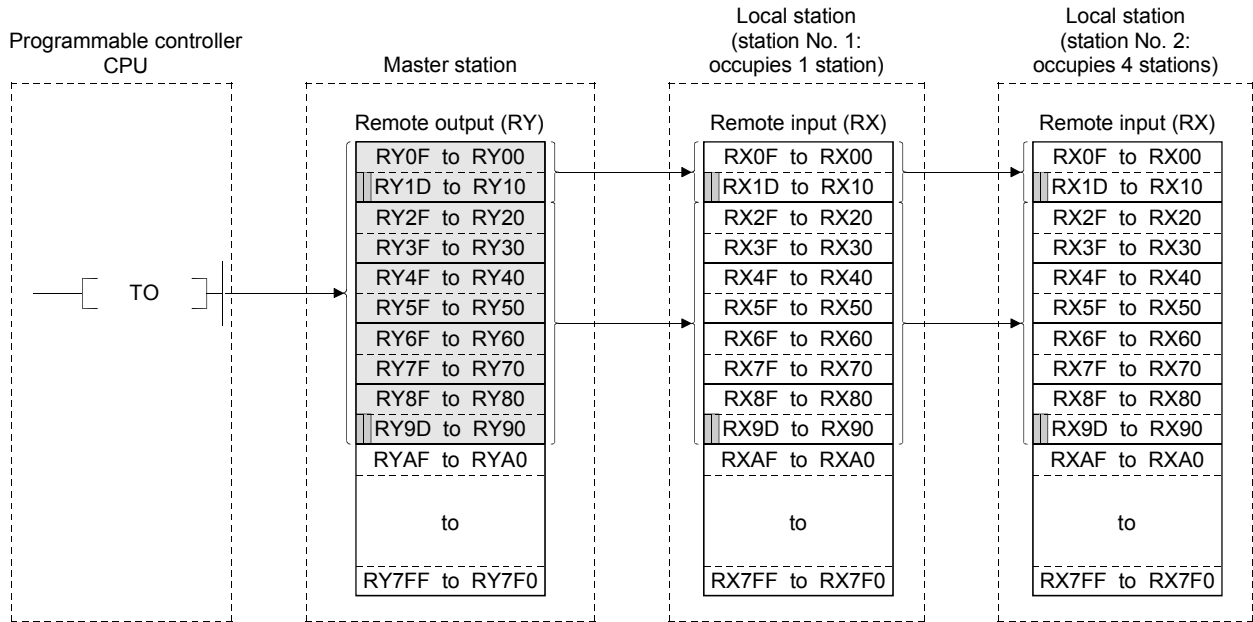 Programmable controller
CPU
TO
Master station
Remote output (RY)
RY0F to RY00
RY1D to RY10
RY2F to RY20
RY3F to RY30
RY4F to RY40
RY5F to RY50
RY6F to RY60
RY7F to RY70
RY8F to RY80
RY9D to RY90
RYAF to RYA0
to
RY7FF to RY7F0
Local station
(station No. 1:
occupies 1 station)
Remote input (RX)
RX0F to RX00
RX1D to RX10
RX2F to RX20
RX3F to RX30
RX4F to RX40
RX5F to RX50
RX6F to RX60
RX7F to RX70
RX8F to RX80
RX9D to RX90
RXAF to RXA0
to
RX7FF to RX7F0
Local station
(station No. 2:
occupies 4 stations)
Remote input (RX)
RX0F to RX00
RX1D to RX10
RX2F to RX20
RX3F to RX30
RX4F to RX40
RX5F to RX50
RX6F to RX60
RX7F to RX70
RX8F to RX80
RX9D to RX90
RXAF to RXA0
to
RX7FF to RX7F0